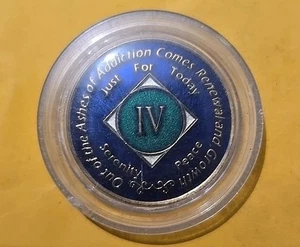 Out of the Ashes of Addiction Comes Renewal and Growth
Just For Today
IV
Serenity
Peace